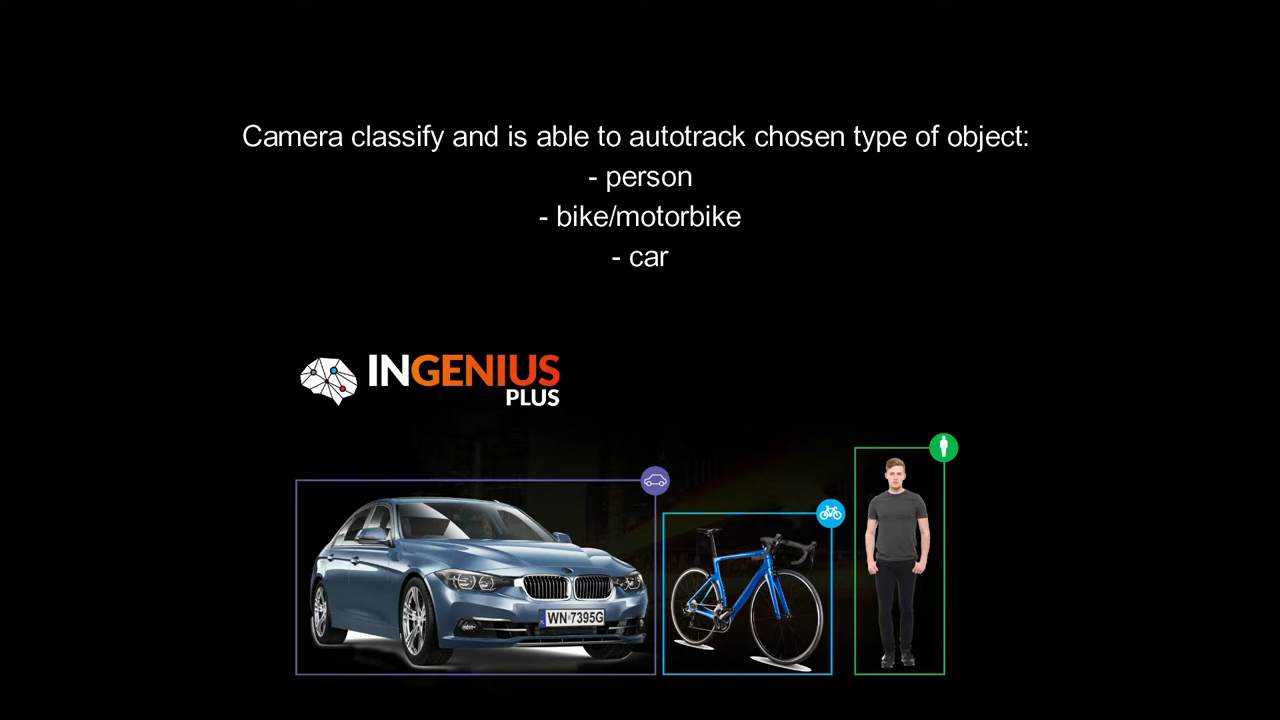 Camera classify and is able to autotrack chosen type of object:
- person
- bike/motorbike
- car
INGENIUS
PLUS
WN 7395G